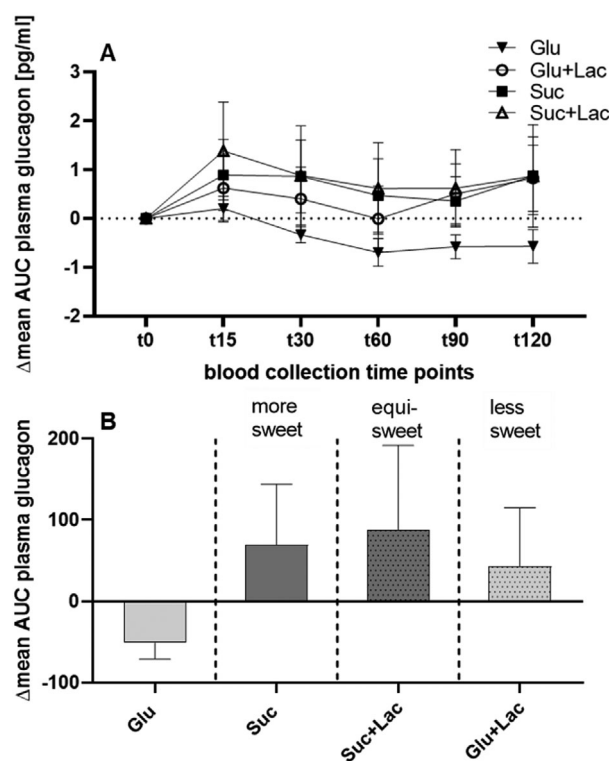 A
Glu
Glu+Lac
Suc
Suc+Lac
Δmean AUC plasma glucagon [pg/ml]
3
2
1
0
-1
-2
t0 t15 t30 t60 t90 t120
blood collection time points
B
more sweet
equi-sweet
less sweet
Δmean AUC plasma glucagon
200
100
0
-100
Glu Suc Suc+Lac Glu+Lac